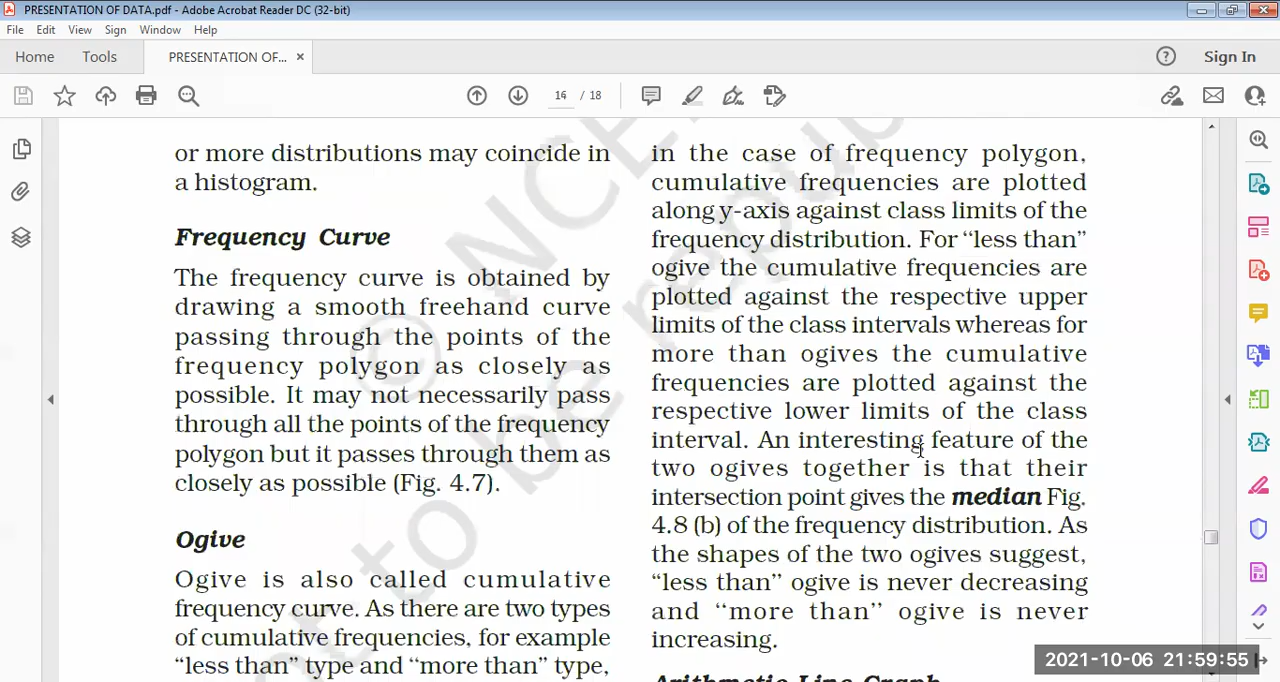 PRESENTATION OF DATA.pdf - Adobe Acrobat Reader DC (32-bit)
File Edit View Sign Window Help
Home Tools PRESENTATION OF... × Sign In
16 / 18
or more distributions may coincide in
a histogram.
Frequency Curve
The frequency curve is obtained by
drawing a smooth freehand curve
passing through the points of the
frequency polygon as closely as
possible. It may not necessarily pass
through all the points of the frequency
polygon but it passes through them as
closely as possible (Fig. 4.7).
Ogive
Ogive is also called cumulative
frequency curve. As there are two types
of cumulative frequencies, for example
“less than” type and “more than” type,
in the case of frequency polygon,
cumulative frequencies are plotted
along y-axis against class limits of the
frequency distribution. For “less than”
ogive the cumulative frequencies are
plotted against the respective upper
limits of the class intervals whereas for
more than ogives the cumulative
frequencies are plotted against the
respective lower limits of the class
interval. An interesting feature of the
two ogives together is that their
intersection point gives the median Fig.
4.8 (b) of the frequency distribution. As
the shapes of the two ogives suggest,
“less than” ogive is never decreasing
and “more than” ogive is never
increasing.
2021-10-06 21:59:55